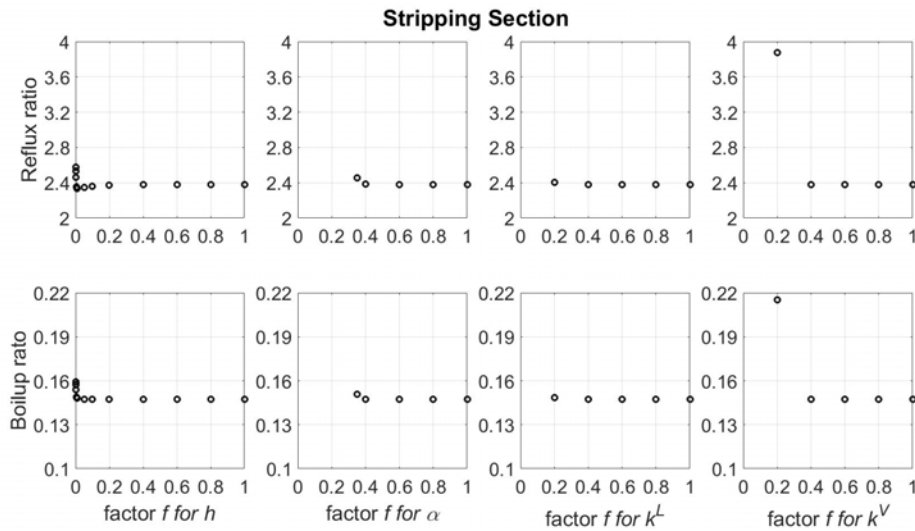 Stripping Section
4 4 4 4
3.6 3.6 3.6 3.6
3.2 3.2 3.2 3.2
2.8 2.8 2.8 2.8
2.4 2.4 2.4 2.4
2 2 2 2
Reflux ratio
0 0.2 0.4 0.6 0.8 1 0 0.2 0.4 0.6 0.8 1 0 0.2 0.4 0.6 0.8 1 0 0.2 0.4 0.6 0.8 1
0.22 0.22 0.22 0.22
0.19 0.19 0.19 0.19
0.16 0.16 0.16 0.16
0.13 0.13 0.13 0.13
0.1 0.1 0.1 0.1
Boilup rato
0 0.2 0.4 0.6 0.8 1 0 0.2 0.4 0.6 0.8 1 0 0.2 0.4 0.6 0.8 1 0 0.2 0.4 0.6 0.8 1
factor f for h factor f for α factor f for k^L factor f for k^V